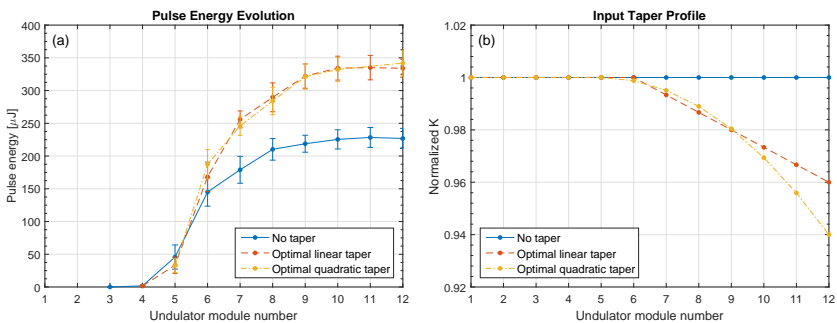 Pulse Energy Evolution
(a)
Pulse energy [μJ]
400
350
300
250
200
150
100
50
0
No taper
Optimal linear taper
Optimal quadratic taper
1 2 3 4 5 6 7 8 9 10 11 12
Undulator module number
Input Taper Profile
(b)
Normalized K
1.02
1
0.98
0.96
0.94
0.92
No taper
Optimal linear taper
Optimal quadratic taper
1 2 3 4 5 6 7 8 9 10 11 12
Undulator module number